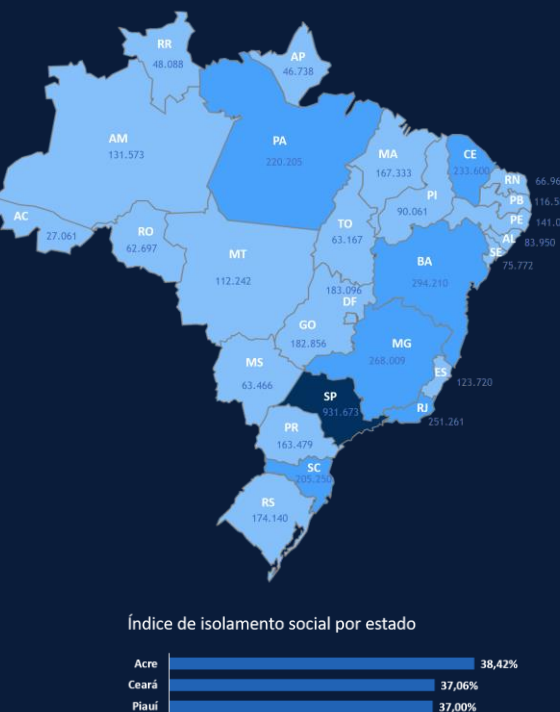 RR
48.088
AP
46.738
AM
131.573
PA
220.205
MA
167.333
CE
233.600
RN
PB
PE
AL
83.950
SE
75.772
PI
90.061
AC
27.061
RO
62.697
TO
63.167
MT
112.242
BA
294.210
183.096
DF
GO
182.856
MG
268.009
MS
63.466
ES
123.720
SP
931.673
RJ
251.261
PR
163.479
SC
205.250
RS
174.140
Índice de isolamento social por estado
Acre 38,42%
Ceará 37,06%
Piauí 37,00%